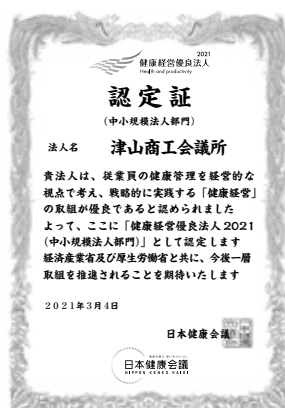 2021
健康経営優良法人
Health and productivity
認定証
（中小規模法人部門）
法人名 津山商工会議所
貴法人は、従業員の健康管理を経営的な
視点で考え、戦略的に実践する「健康経営」
の取組が優良であると認められました
よって、ここに「健康経営優良法人2021
（中小規模法人部門）」として認定します
経済産業省及び厚生労働省と共に、今後一層
取組を推進されることを期待いたします
2021年3月4日
日本健康会議
日本健康会議
NIPPON KENKO KAIGI